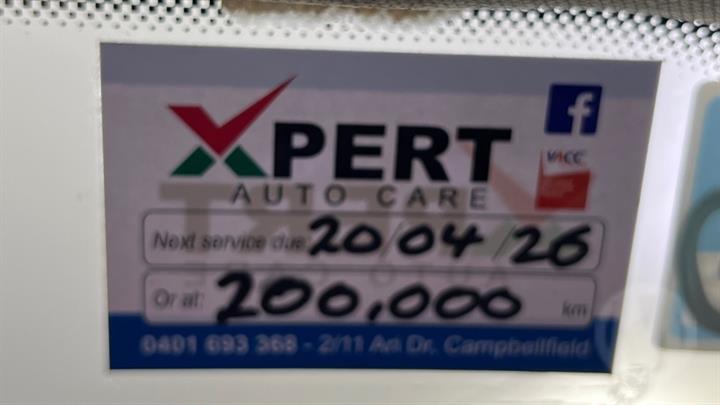 XPERT
AUTO CARE
VACC
Next service due 20/04/26
Or at: 200,000 km
0401 693 368 - 2/11 Ari Dr. Campbellfield